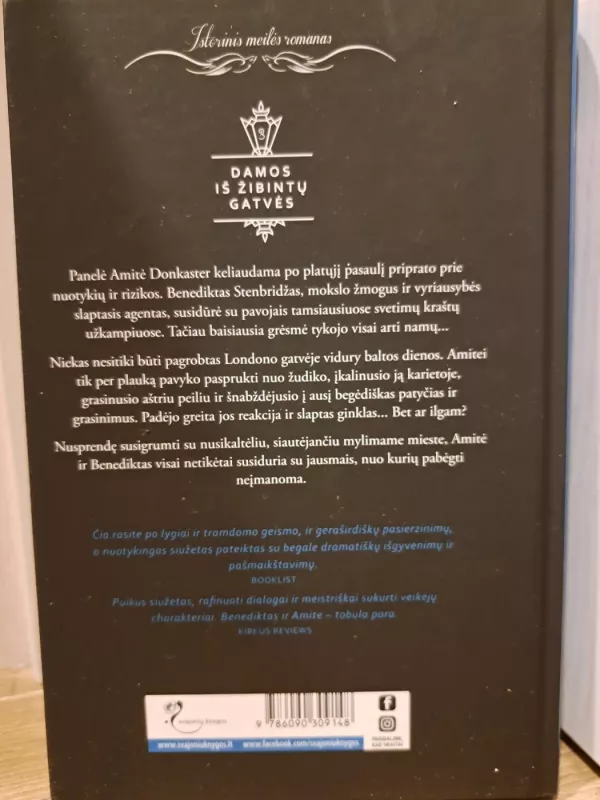 Istorinis meilės romanas
3
DAMOS
IŠ ŽIBINTŲ
GATVĖS
Panelė Amitė Donkaster keliaudama po platųjį pasaulį priprato prie
nuotykių ir rizikos. Benediktas Stenbridžas, mokslo žmogus ir vyriausybės
slaptasis agentas, susidūrė su pavojais tamsiausiuose svetimų kraštų
užkampiuose. Tačiau baisiausia grėsmė tykojo visai arti namų...
Niekas nesitiki būti pagrobtas Londono gatvėje vidury baltos dienos. Amitei
tik per plauką pavyko pasprukti nuo žudiko, įkalinusio ją karietoje,
grasinusio aštriu peiliu ir šnabždėjusio į ausį begėdiškas patyčias ir
grasinimus. Padėjo greita jos reakcija ir slaptas ginklas... Bet ar ilgam?
Nusprendę susigrumti su nusikaltėliu, siautėjančiu mylimame mieste, Amitė
ir Benediktas visai netikėtai susiduria su jausmais, nuo kurių pabėgti
neįmanoma.
Čia rasite po lygiai ir tramdomo geismo, ir geraširdiškų pasierzinimų,
o nuotykingas siužetas pateiktas su begale dramatiškų išgyvenimų ir
pašmaikštavimų.
BOOKLIST
Puikus siužetas, rafinuoti dialogai ir meistriškai sukurti veikėjų
charakteriai. Benediktas ir Amitė – tobula pora.
KIRKUS REVIEWS
svajonių knygos
9 786090 309148
www.svajoniuknygos.lt
www.facebook.com/svajoniuknygos
PASIDALINK,
KĄ SKAITAI